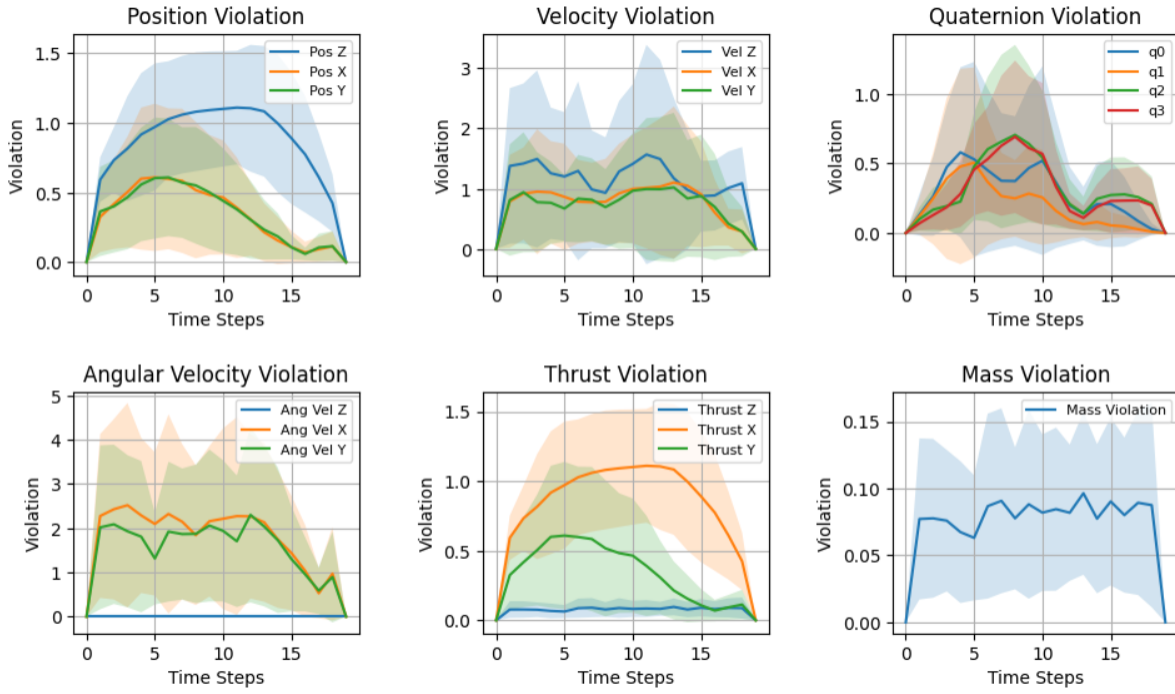 Position Violation
1.5
1.0
0.5
0.0
Violation
Pos Z
Pos X
Pos Y
0 5 10 15
Time Steps
Velocity Violation
3
2
1
0
Violation
Vel Z
Vel X
Vel Y
0 5 10 15
Time Steps
Quaternion Violation
1.0
0.5
0.0
Violation
q0
q1
q2
q3
0 5 10 15
Time Steps
Angular Velocity Violation
5
4
3
2
1
0
Violation
Ang Vel Z
Ang Vel X
Ang Vel Y
0 5 10 15
Time Steps
Thrust Violation
1.5
1.0
0.5
0.0
Violation
Thrust Z
Thrust X
Thrust Y
0 5 10 15
Time Steps
Mass Violation
0.15
0.10
0.05
0.00
Violation
Mass Violation
0 5 10 15
Time Steps